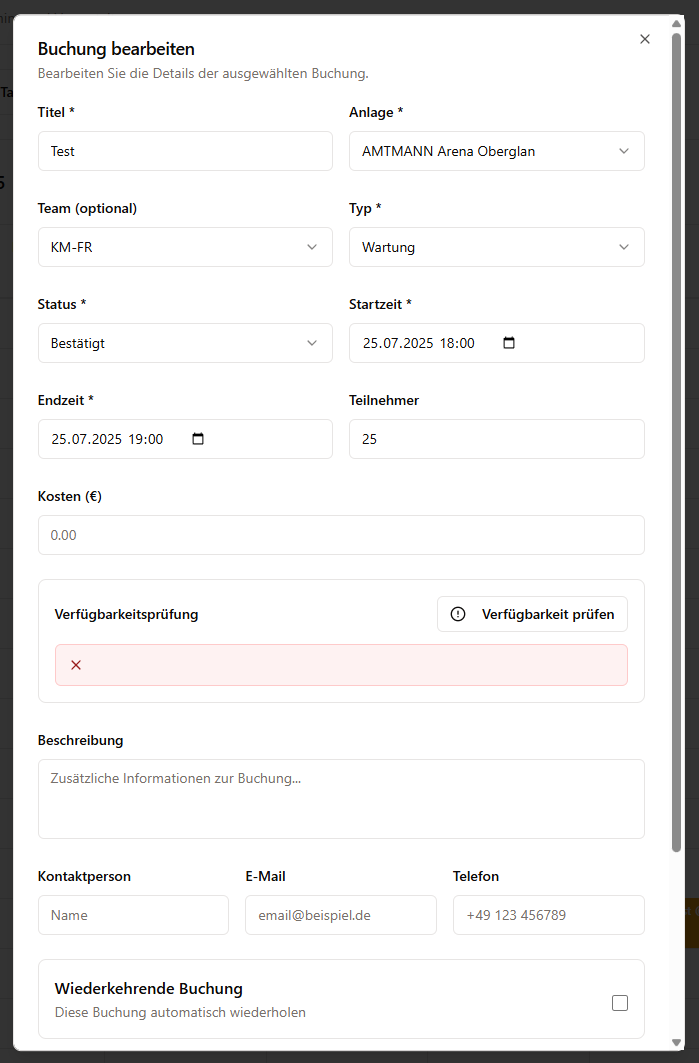 Buchung bearbeiten
Bearbeiten Sie die Details der ausgewählten Buchung.
Titel *
Anlage *
Test
AMTMANN Arena Oberglan
Team (optional)
Typ *
KM-FR
Wartung
Status *
Startzeit *
Bestätigt
25.07.2025 18:00
Endzeit *
Teilnehmer
25.07.2025 19:00
25
Kosten (€)
0.00
Verfügbarkeitsprüfung
Verfügbarkeit prüfen
Beschreibung
Zusätzliche Informationen zur Buchung...
Kontaktperson
E-Mail
Telefon
Name
email@beispiel.de
+49 123 456789
Wiederkehrende Buchung
Diese Buchung automatisch wiederholen